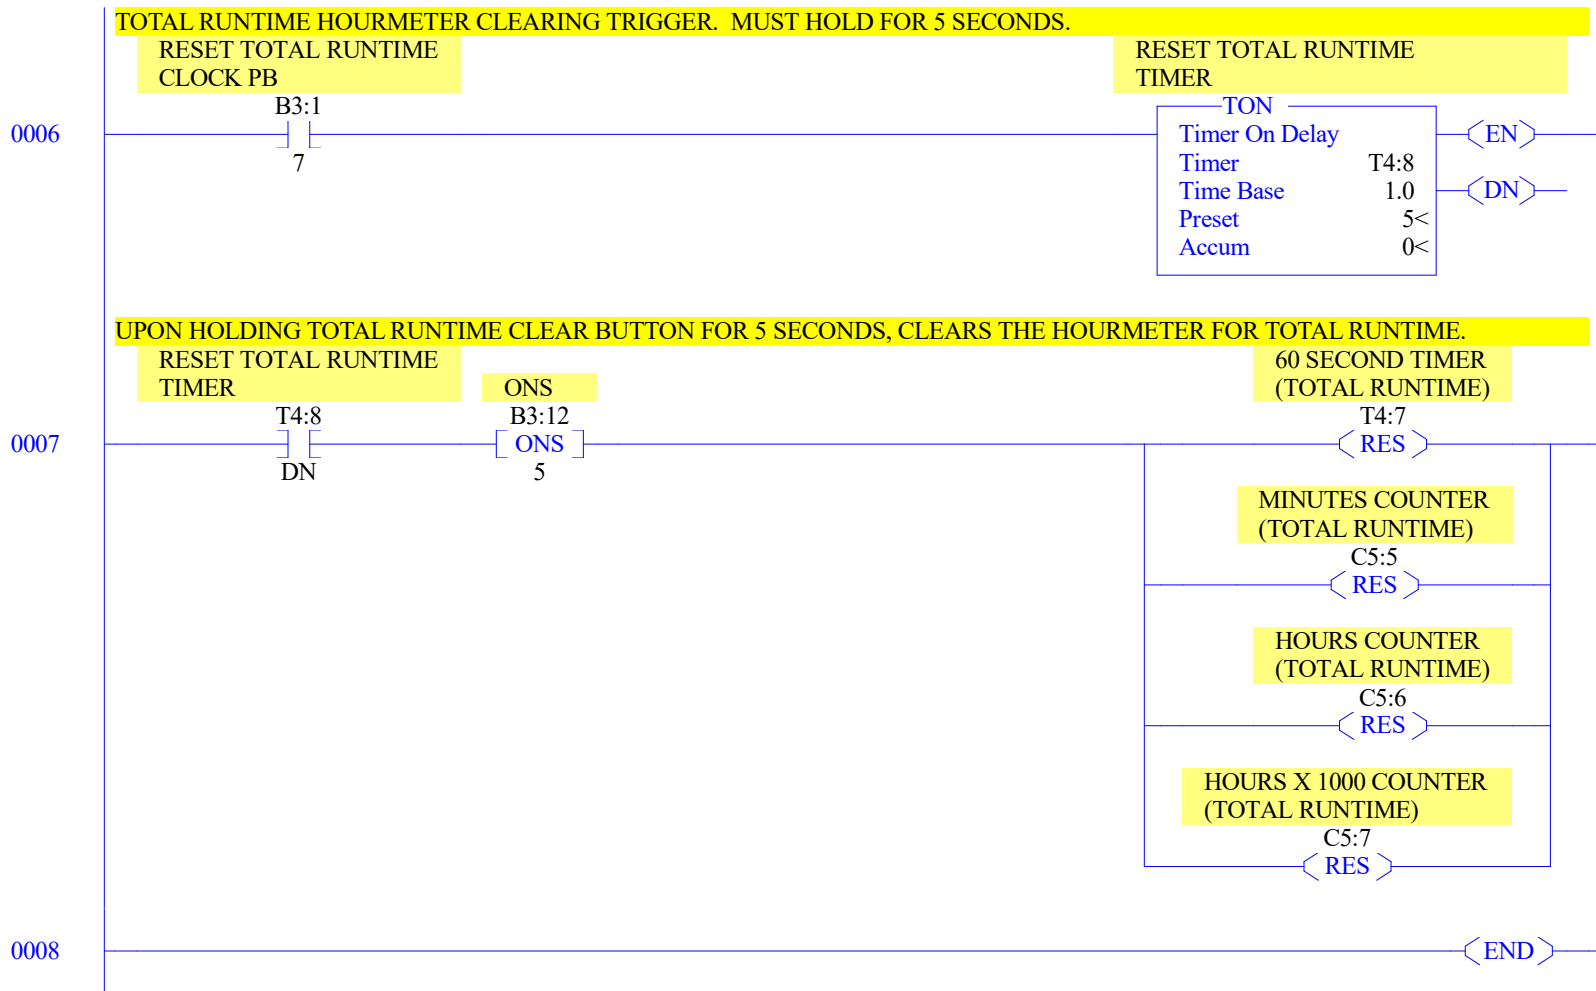 TOTAL RUNTIME HOURMETER CLEARING TRIGGER.  MUST HOLD FOR 5 SECONDS.
RESET TOTAL RUNTIME
CLOCK PB
B3:1
7
RESET TOTAL RUNTIME
TIMER
TON
0006
Timer On Delay
EN
Timer T4:8
Time Base 1.0
DN
Preset 5<
Accum 0<
UPON HOLDING TOTAL RUNTIME CLEAR BUTTON FOR 5 SECONDS, CLEARS THE HOURMETER FOR TOTAL RUNTIME.
RESET TOTAL RUNTIME
TIMER
T4:8
DN
ONS
B3:12
ONS
5
60 SECOND TIMER
(TOTAL RUNTIME)
T4:7
0007
RES
MINUTES COUNTER
(TOTAL RUNTIME)
C5:5
RES
HOURS COUNTER
(TOTAL RUNTIME)
C5:6
RES
HOURS X 1000 COUNTER
(TOTAL RUNTIME)
C5:7
RES
0008
END